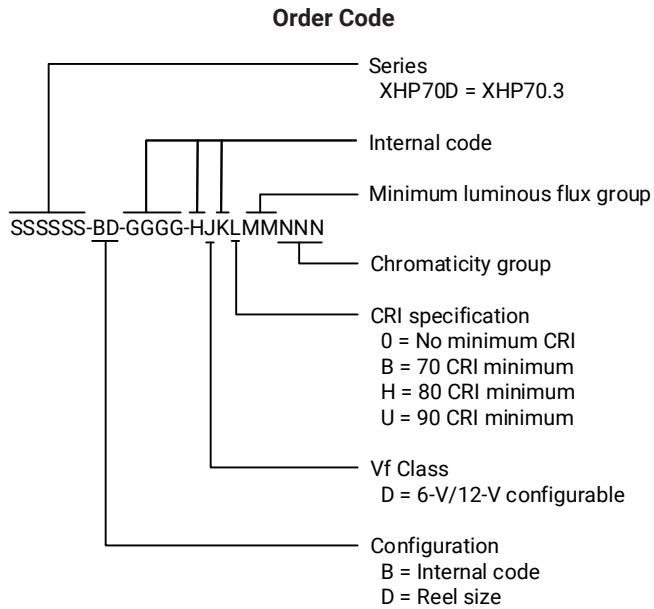 Order Code
Series
XHP70D = XHP70.3
Internal code
Minimum luminous flux group
SSSSSS-BD-GGGG-HJKLMMNNN
Chromaticity group
CRI specification
0 = No minimum CRI
B = 70 CRI minimum
H = 80 CRI minimum
U = 90 CRI minimum
Vf Class
D = 6-V/12-V configurable
Configuration
B = Internal code
D = Reel size